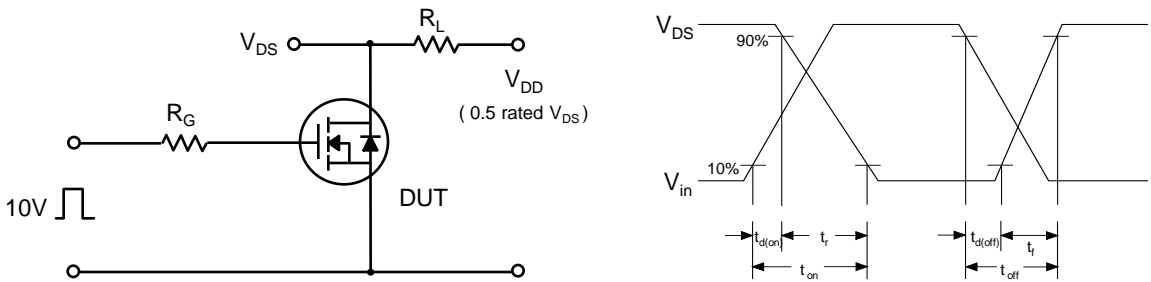 R_L
V_DS
V_DD
( 0.5 rated V_DS )
R_G
10V
DUT
V_DS
90%
10%
V_in
t_d(on)
t_r
t_on
t_d(off)
t_f
t_off